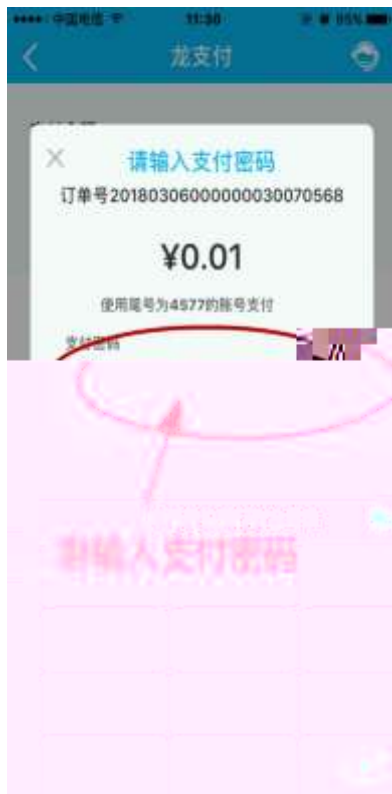 中国电信 11:30 85%
龙支付
请输入支付密码
订单号20180306000000030070568
¥0.01
使用尾号为4577的账号支付
支付密码
请输入支付密码